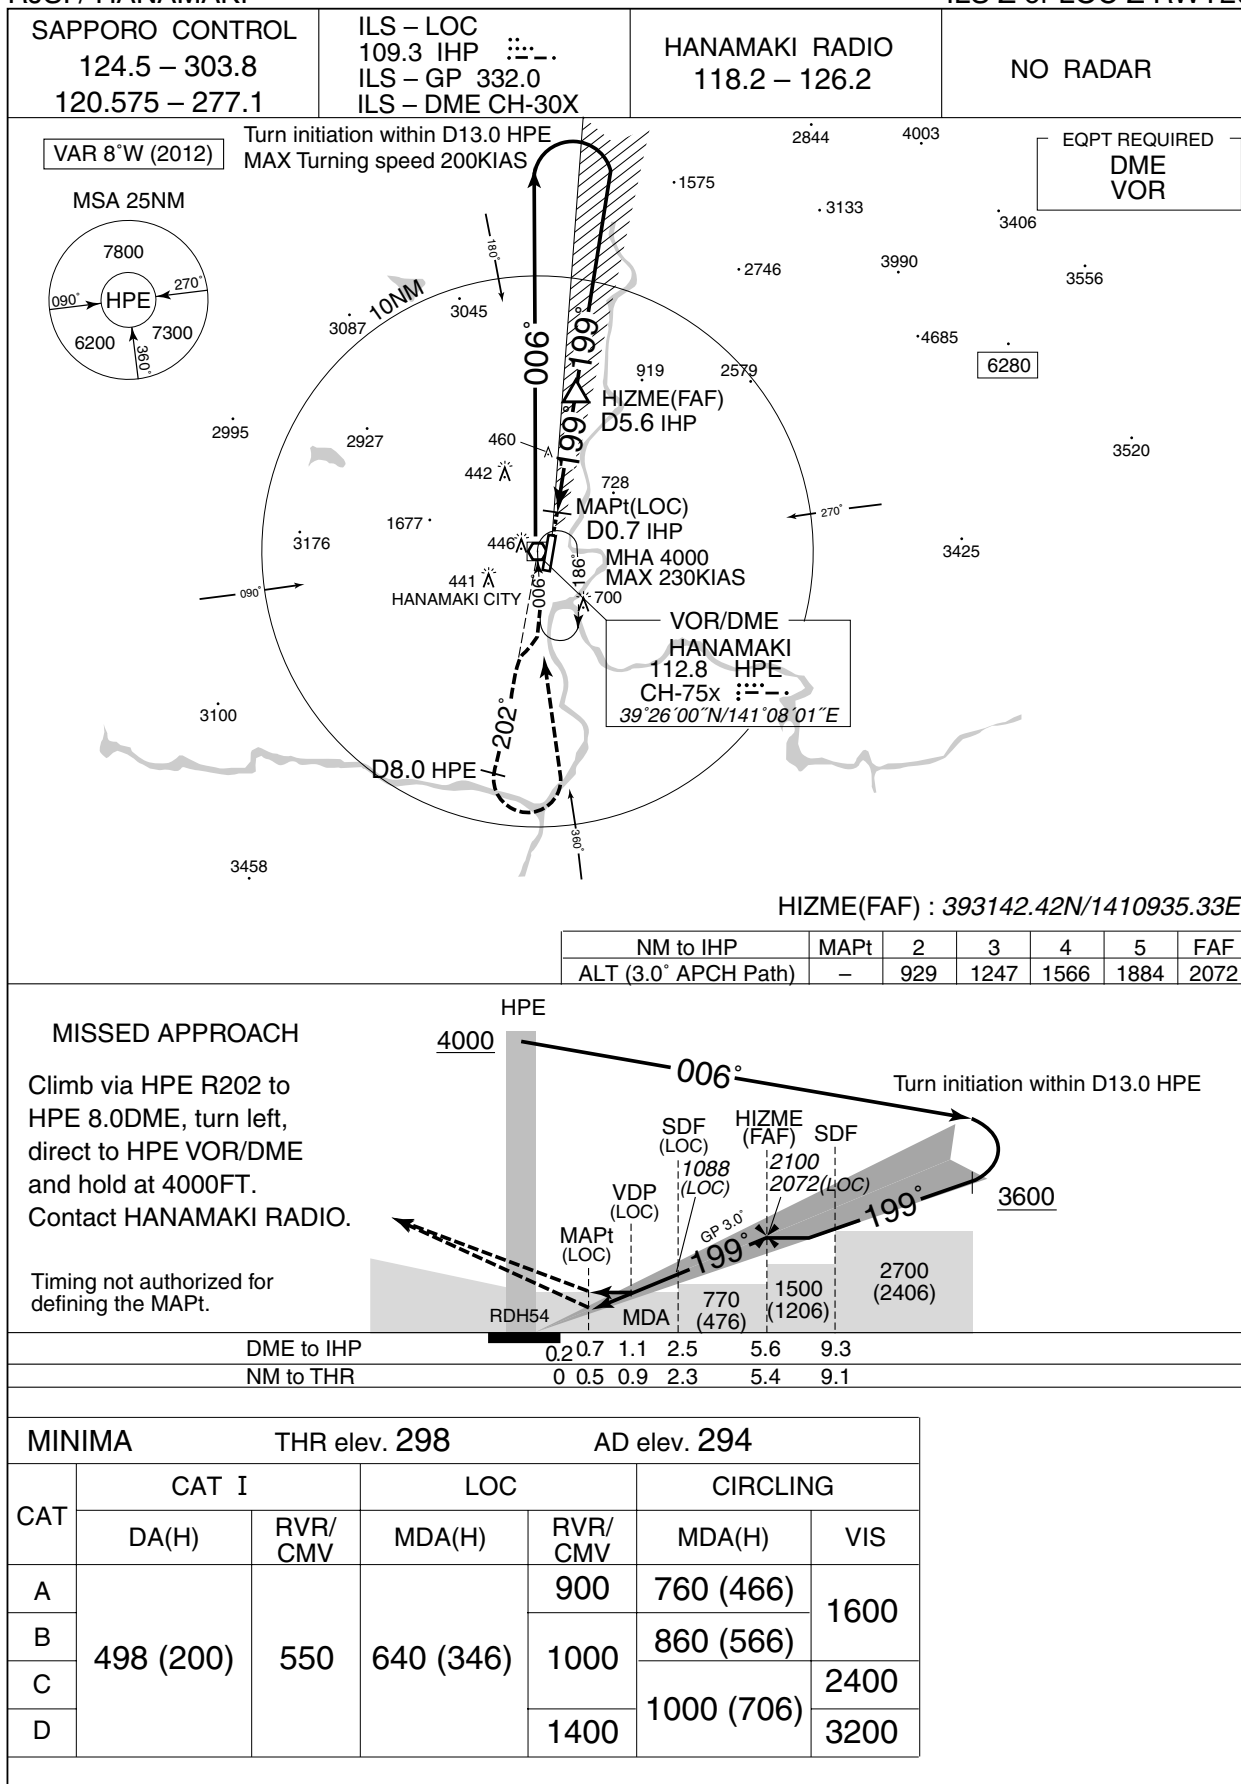 SAPPORO CONTROL
124.5 – 303.8
120.575 – 277.1
ILS – LOC
109.3 IHP
ILS – GP 332.0
ILS – DME CH-30X
HANAMAKI RADIO
118.2 – 126.2
NO RADAR
VAR 8°W (2012)
Turn initiation within D13.0 HPE
MAX Turning speed 200KIAS
EQPT REQUIRED
DME
VOR
MSA 25NM
7800
HPE
090°
270°
6200
7300
360°
180°
2844
4003
1575
3133
3406
2746
3990
3556
10NM
3045
3087
4685
6280
006°
199°
919
2579
HIZME(FAF)
D5.6 IHP
199°
2995
2927
460
442
3520
728
MAPt(LOC)
D0.7 IHP
270°
1677
3176
446
3425
MHA 4000
MAX 230KIAS
186°
006°
441
HANAMAKI CITY
090°
700
VOR/DME
HANAMAKI
112.8 HPE
CH-75x
39°26´00˝N/141°08´01˝E
3100
202°
D8.0 HPE
360°
3458
HIZME(FAF) : 393142.42N/1410935.33E
NM to IHP MAPt 2 3 4 5 FAF
ALT (3.0° APCH Path) – 929 1247 1566 1884 2072
MISSED APPROACH
Climb via HPE R202 to
HPE 8.0DME, turn left,
direct to HPE VOR/DME
and hold at 4000FT.
Contact HANAMAKI RADIO.
Timing not authorized for
defining the MAPt.
HPE
4000
006°
Turn initiation within D13.0 HPE
SDF
(LOC)
HIZME
(FAF)
SDF
1088
(LOC)
2100
2072(LOC)
VDP
(LOC)
MAPt
(LOC)
GP 3.0°
199°
199°
3600
RDH54
MDA
770
(476)
1500
(1206)
2700
(2406)
DME to IHP 0.2 0.7 1.1 2.5 5.6 9.3
NM to THR 0 0.5 0.9 2.3 5.4 9.1
MINIMA THR elev. 298 AD elev. 294
CAT
CAT I LOC CIRCLING
DA(H) RVR/CMV MDA(H) RVR/CMV MDA(H) VIS
A 498 (200) 550 640 (346) 900 760 (466) 1600
B 1000 860 (566)
C 1000 (706) 2400
D 1400 3200